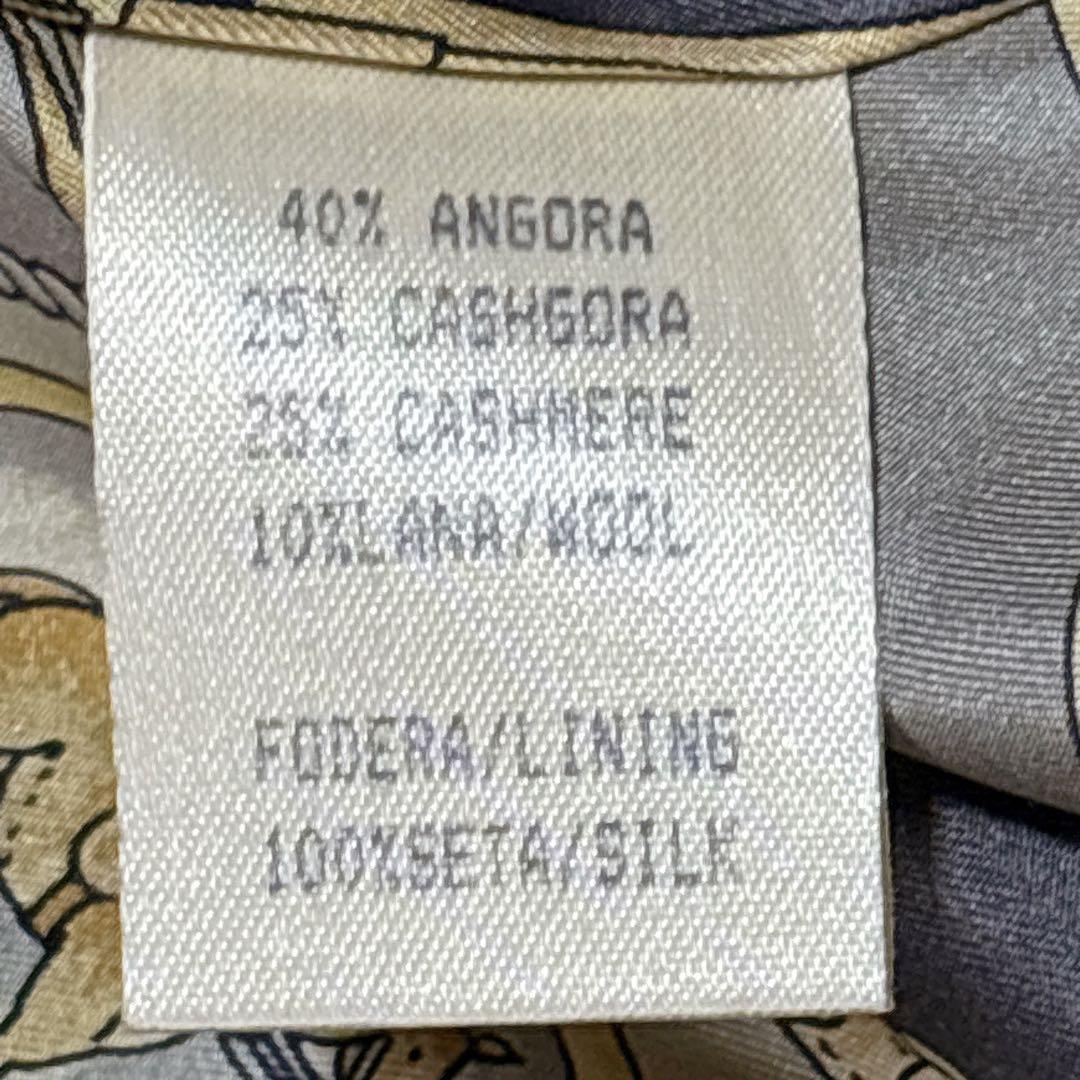 40% ANGORA
25% CASHGORA
25% CASHMERE
10%LANA/WOOL
FODERA/LINING
100%SETA/SILK